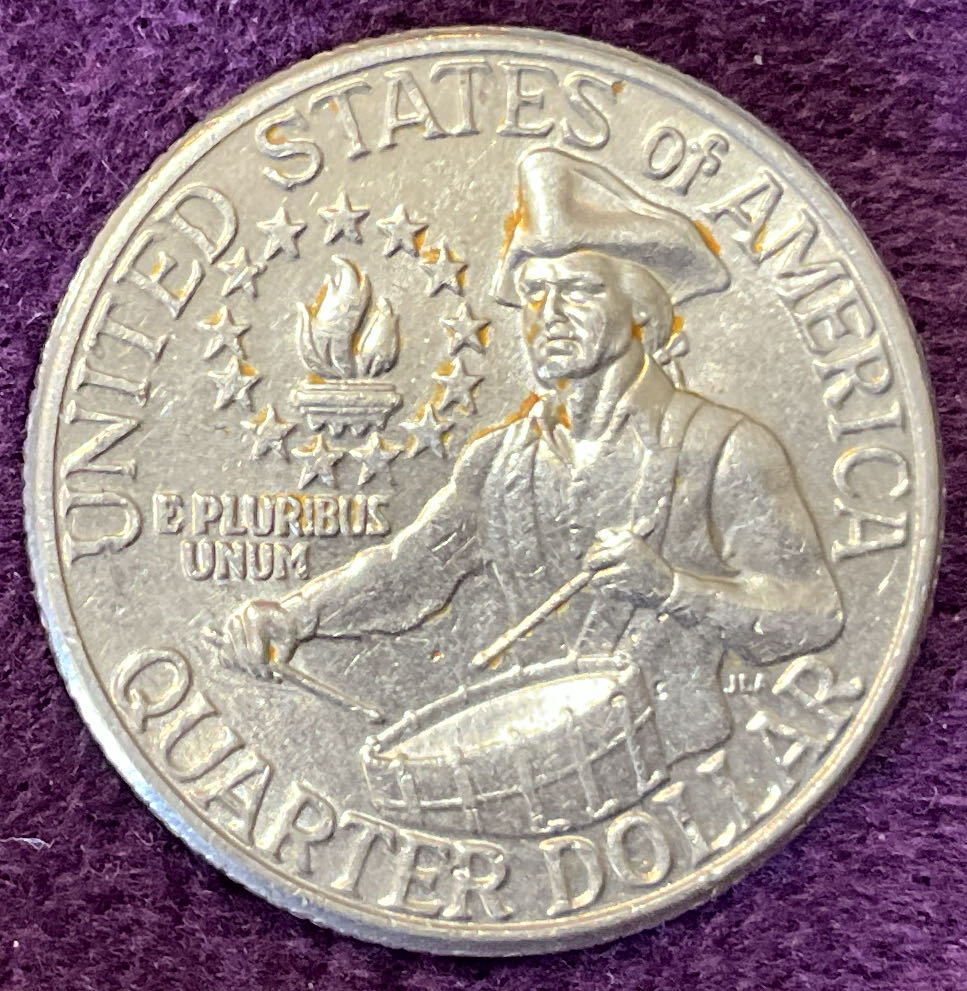 UNITED STATES of AMERICA
E PLURIBUS
UNUM
JLA
QUARTER DOLLAR